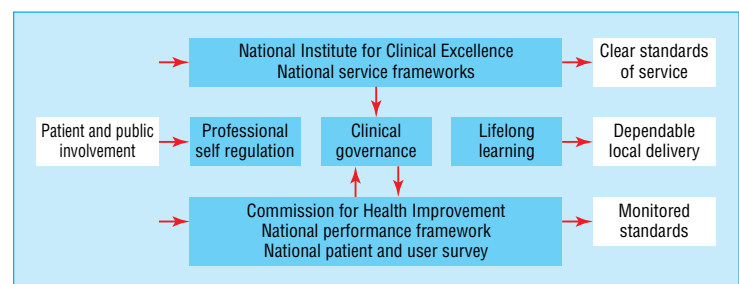 National Institute for Clinical Excellence
National service frameworks
Clear standards
of service
Patient and public
involvement
Professional
self regulation
Clinical
governance
Lifelong
learning
Dependable
local delivery
Commission for Health Improvement
National performance framework
National patient and user survey
Monitored
standards